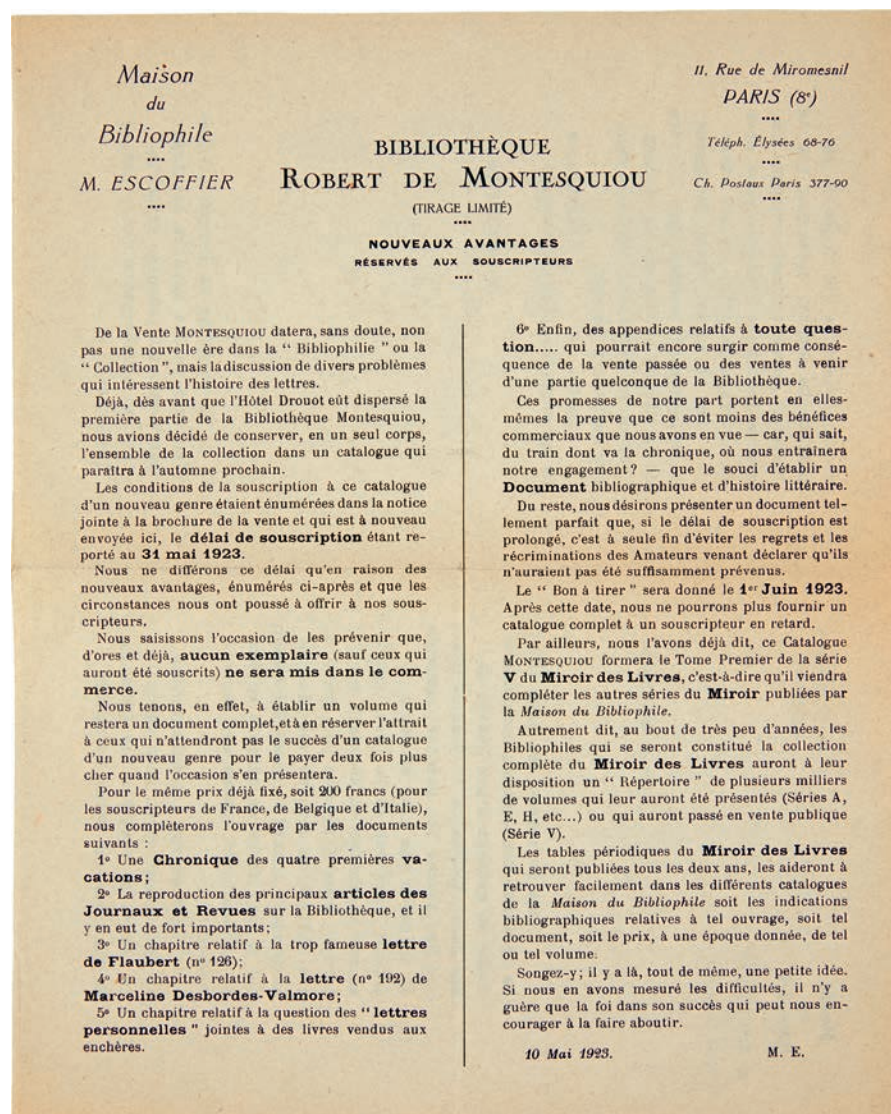 Maison
du
Bibliophile
....
M. ESCOFFIER
....
11, Rue de Miromesnil
PARIS (8e)
....
Téléph. Élysées 68-76
....
Ch. Postaux Paris 377-90
....
BIBLIOTHÈQUE
ROBERT DE MONTESQUIOU
(TIRAGE LIMITÉ)
....
NOUVEAUX AVANTAGES
RÉSERVÉS AUX SOUSCRIPTEURS
....
De la Vente MONTESQUIOU datera, sans doute, non
pas une nouvelle ère dans la “ Bibliophilie ” ou la
“ Collection ”, mais la discussion de divers problèmes
qui intéressent l'histoire des lettres.
Déjà, dès avant que l'Hôtel Drouot eût dispersé la
première partie de la Bibliothèque Montesquiou,
nous avions décidé de conserver, en un seul corps,
l'ensemble de la collection dans un catalogue qui
paraîtra à l'automne prochain.
Les conditions de la souscription à ce catalogue
d'un nouveau genre étaient énumérées dans la notice
jointe à la brochure de la vente et qui est à nouveau
envoyée ici, le délai de souscription étant re-
porté au 31 mai 1923.
Nous ne différons ce délai qu'en raison des
nouveaux avantages, énumérés ci-après et que les
circonstances nous ont poussé à offrir à nos sous-
cripteurs.
Nous saisissons l'occasion de les prévenir que,
d'ores et déjà, aucun exemplaire (sauf ceux qui
auront été souscrits) ne sera mis dans le com-
merce.
Nous tenons, en effet, à établir un volume qui
restera un document complet, et à en réserver l'attrait
à ceux qui n'attendront pas le succès d'un catalogue
d'un nouveau genre pour le payer deux fois plus
cher quand l'occasion s'en présentera.
Pour le même prix déjà fixé, soit 200 francs (pour
les souscripteurs de France, de Belgique et d'Italie),
nous complèterons l'ouvrage par les documents
suivants :
1º Une Chronique des quatre premières va-
cations;
2º La reproduction des principaux articles des
Journaux et Revues sur la Bibliothèque, et il
y en eut de fort importants;
3º Un chapitre relatif à la trop fameuse lettre
de Flaubert (nº 126);
4º Un chapitre relatif à la lettre (nº 192) de
Marceline Desbordes-Valmore;
5º Un chapitre relatif à la question des “ lettres
personnelles ” jointes à des livres vendus aux
enchères.
6º Enfin, des appendices relatifs à toute ques-
tion..... qui pourrait encore surgir comme consé-
quence de la vente passée ou des ventes à venir
d'une partie quelconque de la Bibliothèque.
Ces promesses de notre part portent en elles-
mêmes la preuve que ce sont moins des bénéfices
commerciaux que nous avons en vue — car, qui sait,
du train dont va la chronique, où nous entraînera
notre engagement ? — que le souci d'établir un
Document bibliographique et d'histoire littéraire.
Du reste, nous désirons présenter un document tel-
lement parfait que, si le délai de souscription est
prolongé, c'est à seule fin d'éviter les regrets et les
récriminations des Amateurs venant déclarer qu'ils
n'auraient pas été suffisamment prévenus.
Le “ Bon à tirer ” sera donné le 1er Juin 1923.
Après cette date, nous ne pourrons plus fournir un
catalogue complet à un souscripteur en retard.
Par ailleurs, nous l'avons déjà dit, ce Catalogue
MONTESQUIOU formera le Tome Premier de la série
V du Miroir des Livres, c'est-à-dire qu'il viendra
compléter les autres séries du Miroir publiées par
la Maison du Bibliophile.
Autrement dit, au bout de très peu d'années, les
Bibliophiles qui se seront constitué la collection
complète du Miroir des Livres auront à leur
disposition un “ Répertoire ” de plusieurs milliers
de volumes qui leur auront été présentés (Séries A,
E, H, etc...) ou qui auront passé en vente publique
(Série V).
Les tables périodiques du Miroir des Livres
qui seront publiées tous les deux ans, les aideront à
retrouver facilement dans les différents catalogues
de la Maison du Bibliophile soit les indications
bibliographiques relatives à tel ouvrage, soit tel
document, soit le prix, à une époque donnée, de tel
ou tel volume.
Songez-y; il y a là, tout de même, une petite idée.
Si nous en avons mesuré les difficultés, il n'y a
guère que la foi dans son succès qui peut nous en-
courager à la faire aboutir.
10 Mai 1923.
M. E.